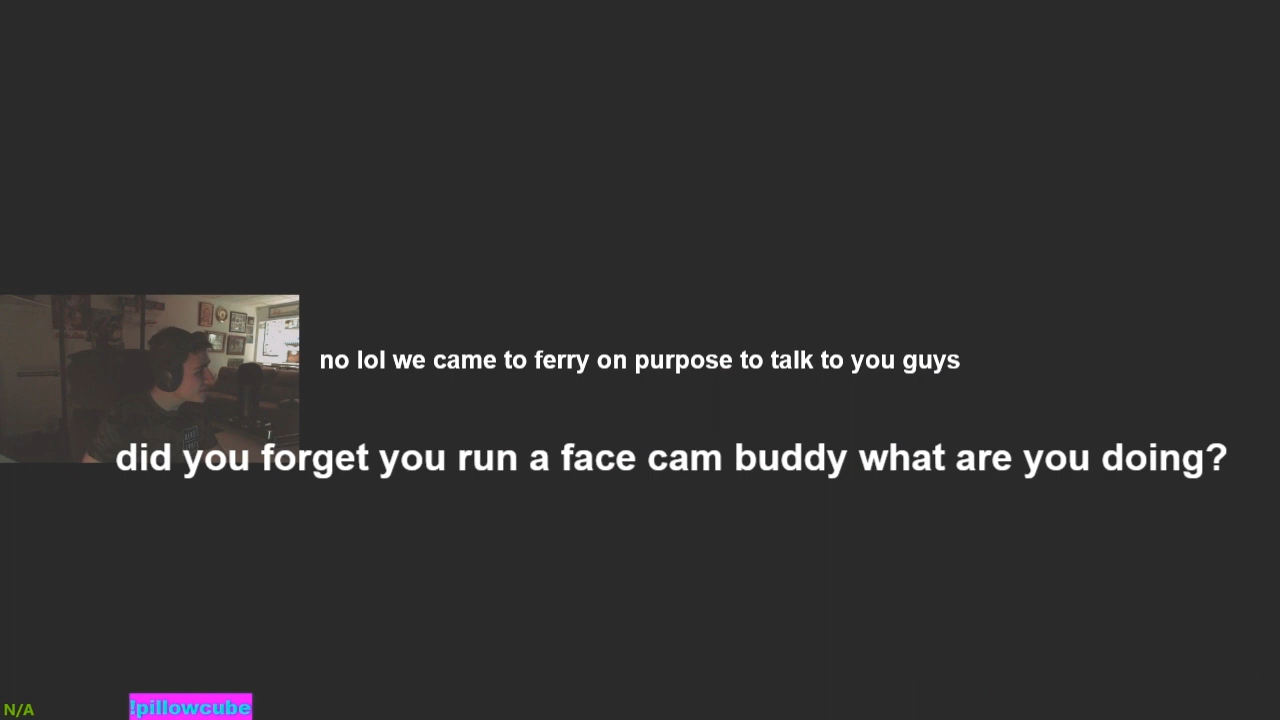 no lol we came to ferry on purpose to talk to you guys
did you forget you run a face cam buddy what are you doing?
N/A
!pillowcube